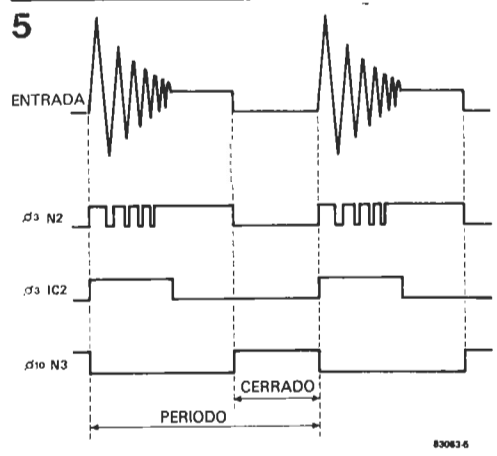 5
ENTRADA
ø3 N2
ø3 IC2
ø10 N3
CERRADO
PERIODO
83063-5